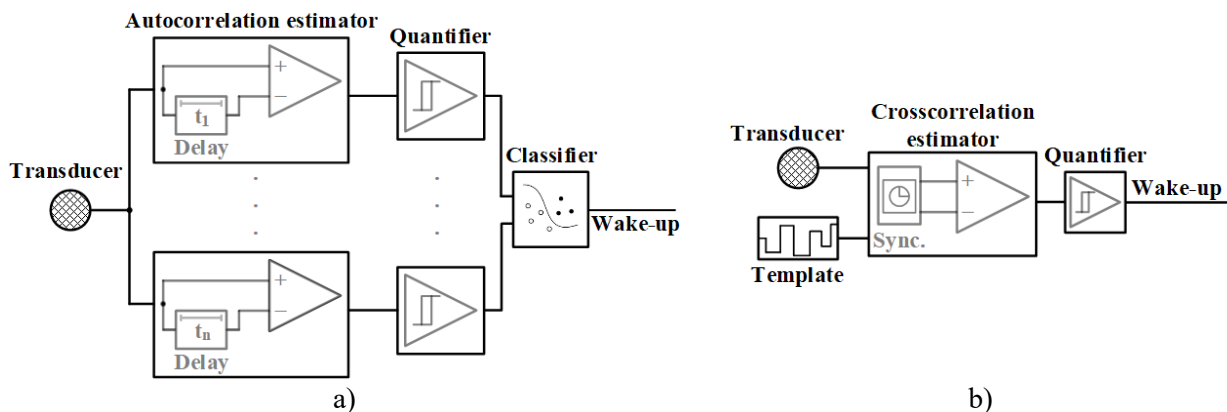 Autocorrelation estimator
Quantifier
+
−
t1
Delay
Transducer
Classifier
Wake-up
+
−
tn
Delay
a)
Crosscorrelation
estimator
Transducer
Quantifier
+
−
Wake-up
Sync.
Template
b)